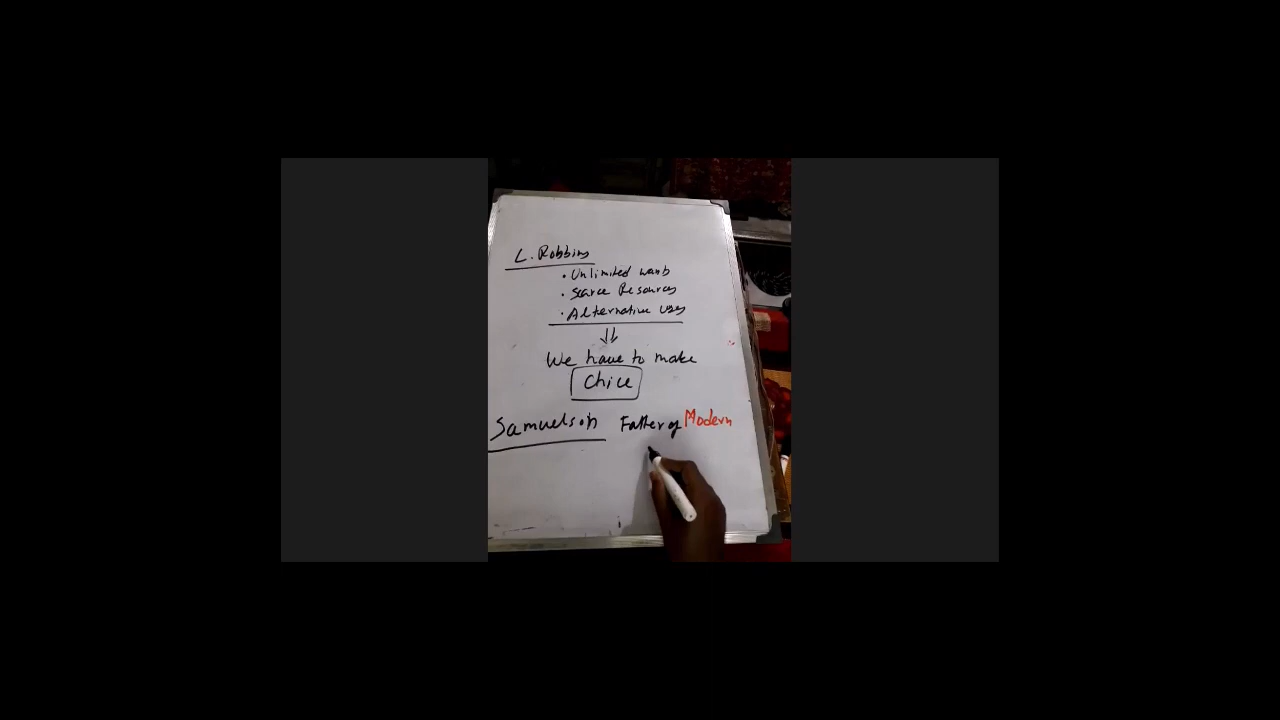 L. Robbins
• Unlimited wants
• Scarce Resources
• Alternative Uses
We have to make
Chice
Samuelson Father of Modern